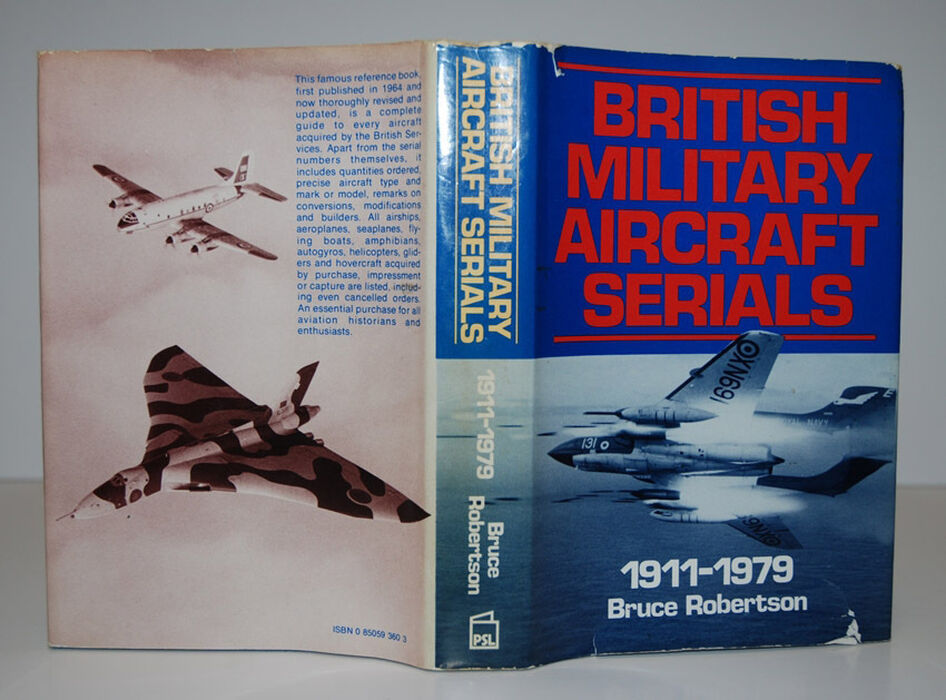 This famous reference book,
first published in 1964 and
now thoroughly revised and
updated, is a complete
guide to every aircraft
acquired by the British Ser-
vices. Apart from the serial
numbers themselves, it
includes quantities ordered,
precise aircraft type and
mark or model, remarks on
conversions, modifications
and builders. All airships,
aeroplanes, seaplanes, fly-
ing boats, amphibians,
autogyros, helicopters, glid-
ers and hovercraft acquired
by purchase, impressment
or capture are listed, includ-
ing even cancelled orders.
An essential purchase for all
aviation historians and
enthusiasts.
ISBN 0 85059 360 3
BRITISH MILITARY
AIRCRAFT SERIALS
1911-1979
Bruce
Robertson
PSL
BRITISH
MILITARY
AIRCRAFT
SERIALS
XN691
E
ROYAL NAVY
131
XN691
1911-1979
Bruce Robertson